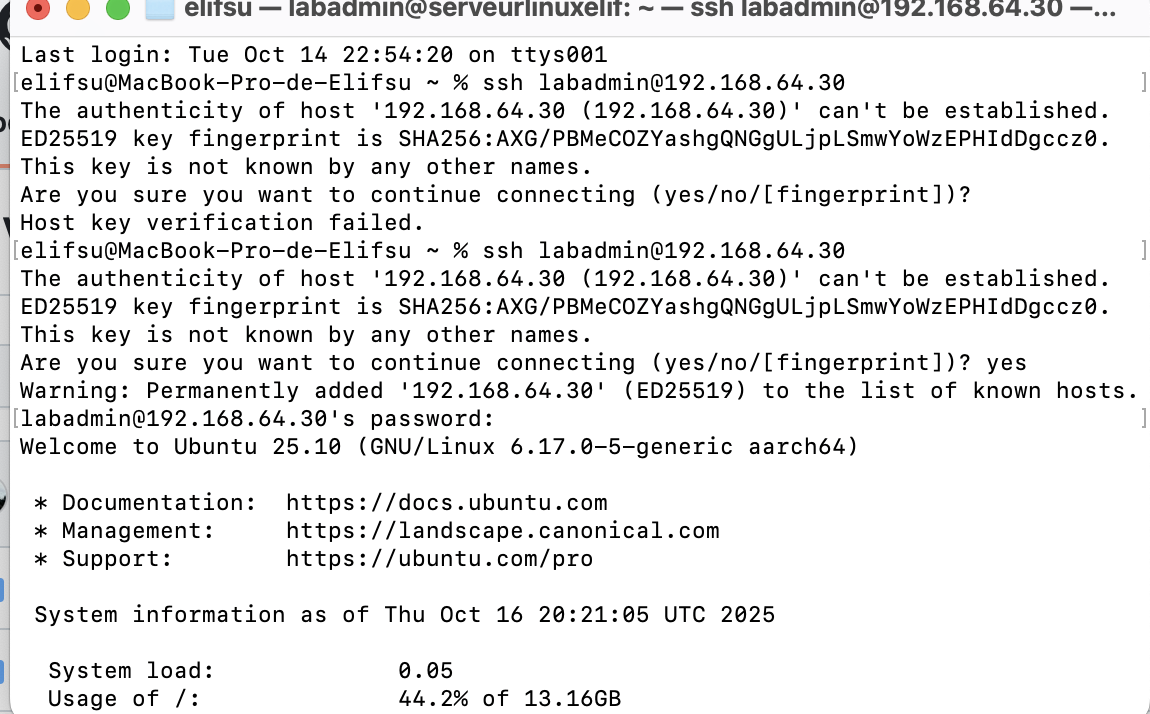 elifsu — labadmin@serveurlinuxelif: ~ — ssh labadmin@192.168.64.30 —...
Last login: Tue Oct 14 22:54:20 on ttys001
[elifsu@MacBook-Pro-de-Elifsu ~ % ssh labadmin@192.168.64.30 ]
The authenticity of host '192.168.64.30 (192.168.64.30)' can't be established.
ED25519 key fingerprint is SHA256:AXG/PBMeCOZYashgQNGgULjpLSmwYoWzEPHIdDgccz0.
This key is not known by any other names.
Are you sure you want to continue connecting (yes/no/[fingerprint])?
Host key verification failed.
[elifsu@MacBook-Pro-de-Elifsu ~ % ssh labadmin@192.168.64.30 ]
The authenticity of host '192.168.64.30 (192.168.64.30)' can't be established.
ED25519 key fingerprint is SHA256:AXG/PBMeCOZYashgQNGgULjpLSmwYoWzEPHIdDgccz0.
This key is not known by any other names.
Are you sure you want to continue connecting (yes/no/[fingerprint])? yes
Warning: Permanently added '192.168.64.30' (ED25519) to the list of known hosts.
[labadmin@192.168.64.30's password: ]
Welcome to Ubuntu 25.10 (GNU/Linux 6.17.0-5-generic aarch64)
* Documentation: https://docs.ubuntu.com
* Management: https://landscape.canonical.com
* Support: https://ubuntu.com/pro
System information as of Thu Oct 16 20:21:05 UTC 2025
System load: 0.05
Usage of /: 44.2% of 13.16GB